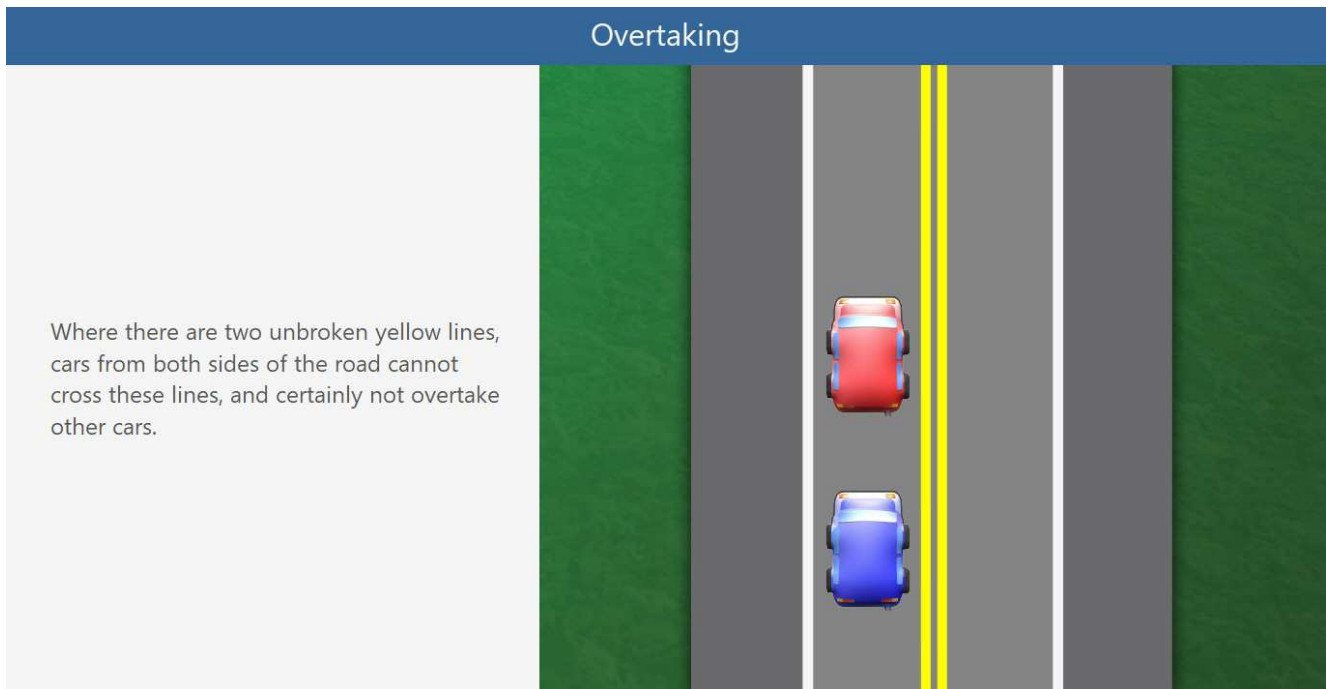 Overtaking
Where there are two unbroken yellow lines,
cars from both sides of the road cannot
cross these lines, and certainly not overtake
other cars.